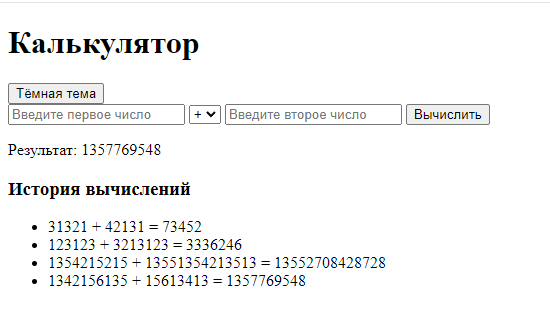 Калькулятор
Тёмная тема
Введите первое число + Введите второе число Вычислить
Результат: 1357769548
История вычислений
31321 + 42131 = 73452
123123 + 3213123 = 3336246
1354215215 + 13551354213513 = 13552708428728
1342156135 + 15613413 = 1357769548